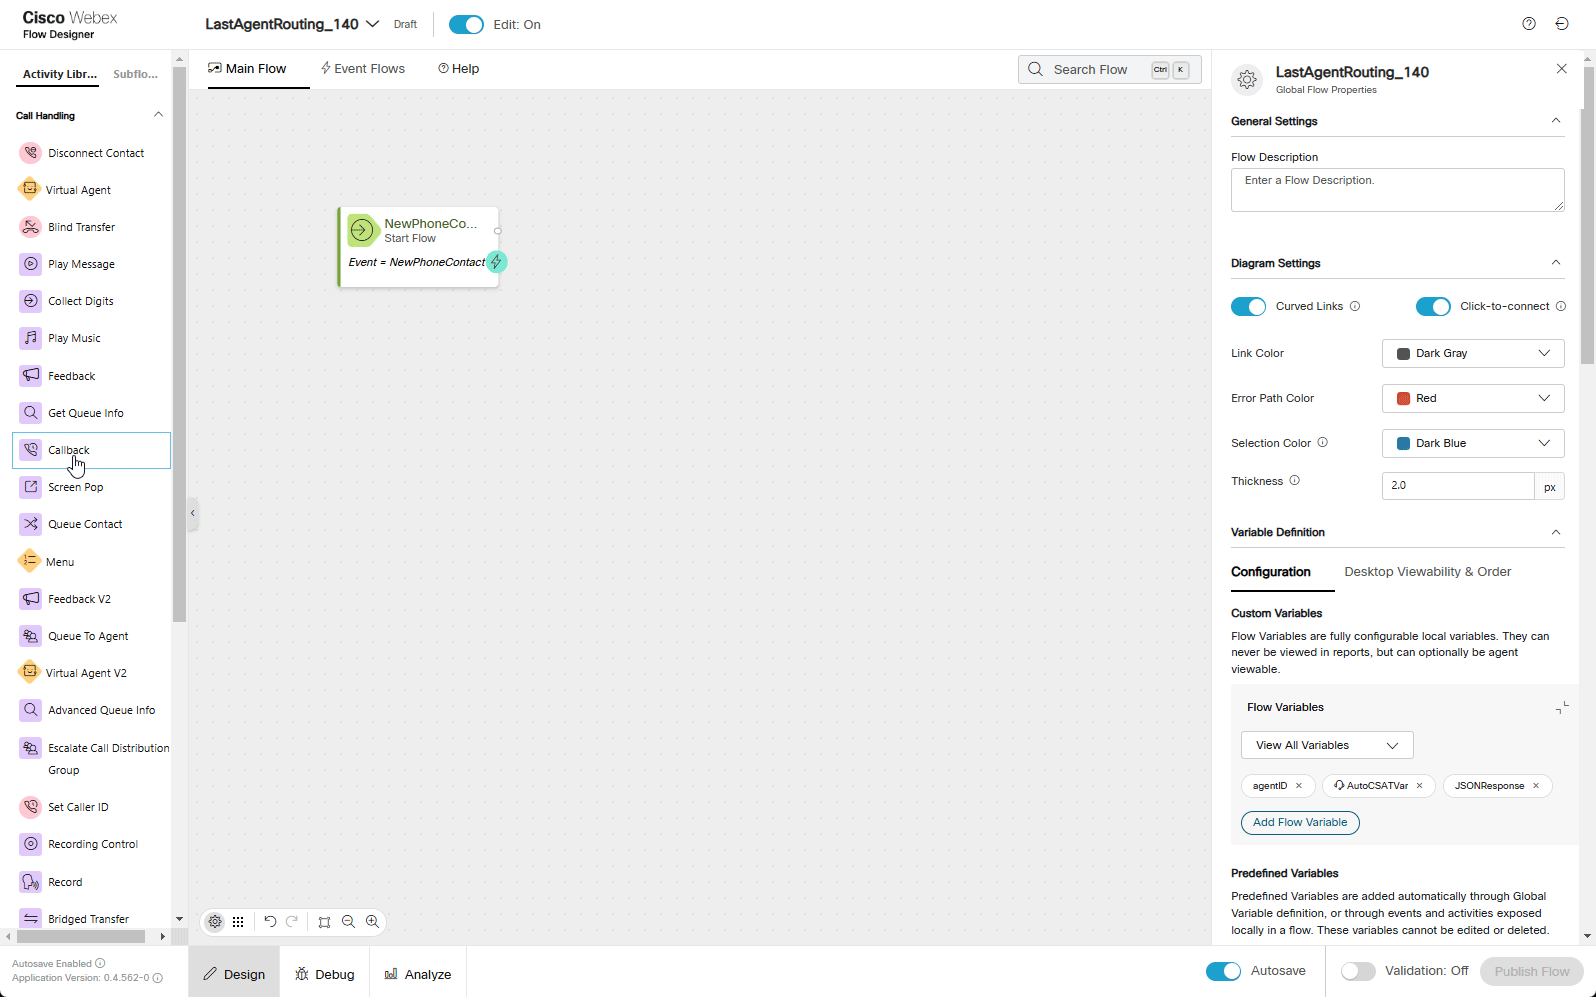 Cisco Webex
Flow Designer
LastAgentRouting_140
Draft
Edit: On
Activity Libr...
Subflo...
Call Handling
Disconnect Contact
Virtual Agent
Blind Transfer
Play Message
Collect Digits
Play Music
Feedback
Get Queue Info
Callback
Screen Pop
Queue Contact
Menu
Feedback V2
Queue To Agent
Virtual Agent V2
Advanced Queue Info
Escalate Call Distribution
Group
Set Caller ID
Recording Control
Record
Bridged Transfer
Autosave Enabled
Application Version: 0.4.562-0
Main Flow
Event Flows
Help
Search Flow
Ctrl
K
NewPhoneCo...
Start Flow
Event = NewPhoneContact
Design
Debug
Analyze
LastAgentRouting_140
Global Flow Properties
General Settings
Flow Description
Enter a Flow Description.
Diagram Settings
Curved Links
Click-to-connect
Link Color
Dark Gray
Error Path Color
Red
Selection Color
Dark Blue
Thickness
2.0
px
Variable Definition
Configuration
Desktop Viewability & Order
Custom Variables
Flow Variables are fully configurable local variables. They can
never be viewed in reports, but can optionally be agent
viewable.
Flow Variables
View All Variables
agentID
AutoCSATVar
JSONResponse
Add Flow Variable
Predefined Variables
Predefined Variables are added automatically through Global
Variable definition, or through events and activities exposed
locally in a flow. These variables cannot be edited or deleted.
Autosave
Validation: Off
Publish Flow